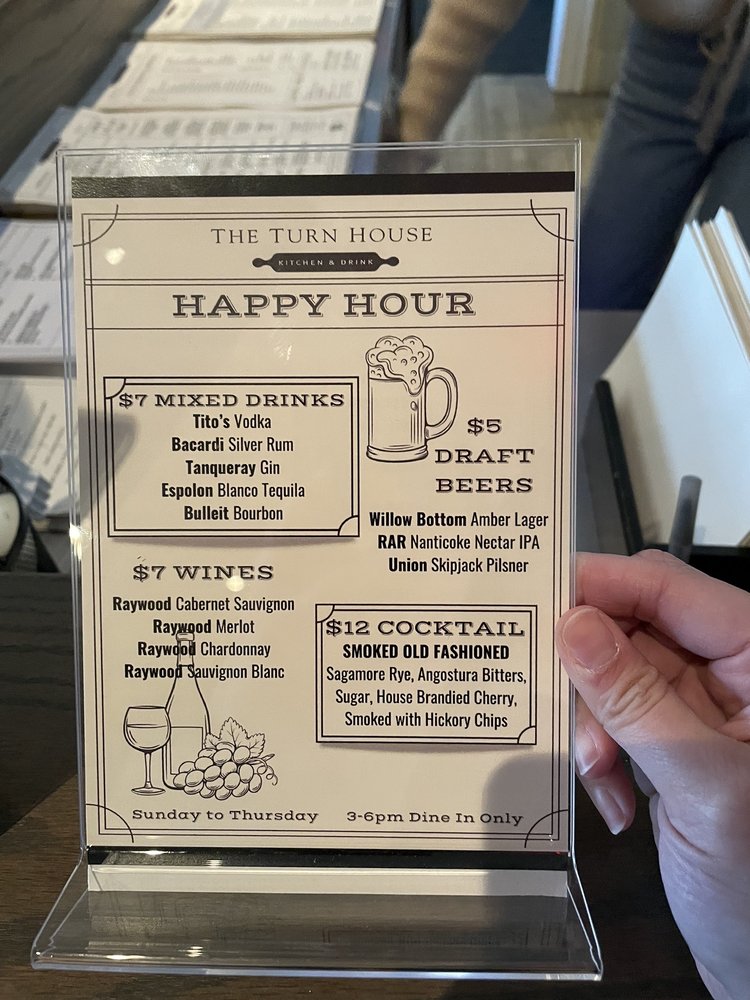 THE TURN HOUSE
KITCHEN & DRINK
HAPPY HOUR
$7 MIXED DRINKS
Tito's Vodka
Bacardi Silver Rum
Tanqueray Gin
Espolon Blanco Tequila
Bulleit Bourbon
$5
DRAFT
BEERS
Willow Bottom Amber Lager
RAR Nanticoke Nectar IPA
Union Skipjack Pilsner
$7 WINES
Raywood Cabernet Sauvignon
Raywood Merlot
Raywood Chardonnay
Raywood Sauvignon Blanc
$12 COCKTAIL
SMOKED OLD FASHIONED
Sagamore Rye, Angostura Bitters,
Sugar, House Brandied Cherry,
Smoked with Hickory Chips
Sunday to Thursday 3-6pm Dine In Only